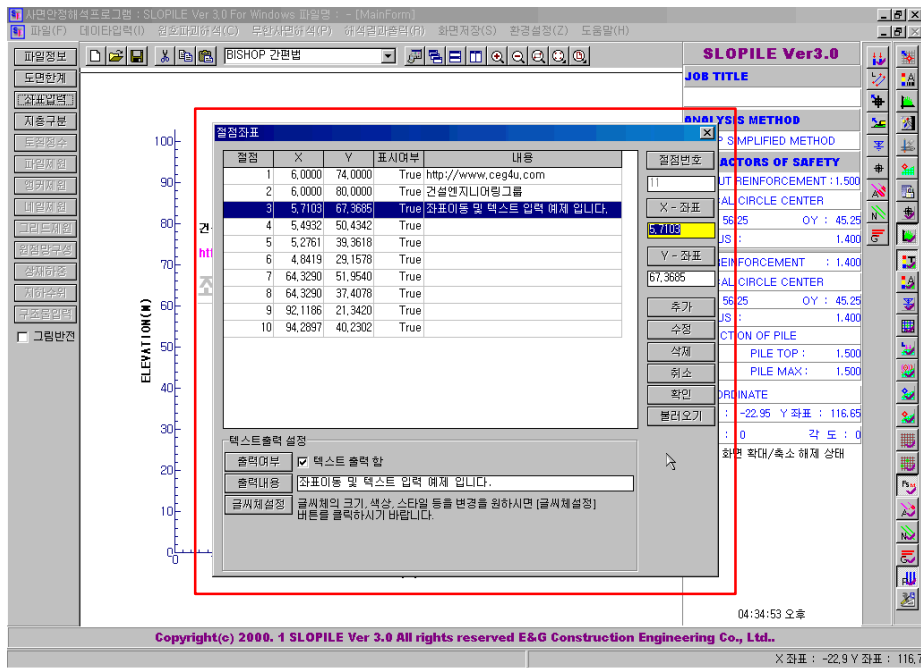 사면안정해석프로그램 : SLOPILE Ver 3,0 For Windows 파일명 : - [MainForm]
파일(F) 데이타입력(I) 원호파괴해석(C) 무한사면해석(P) 해석결과출력(R) 화면저장(S) 환경설정(Z) 도움말(H)
파일정보
도면한계
좌표입력
지층구분
토질정수
파일제원
앵커제원
네일제원
그리드제원
원점망구성
상재하중
지하수위
구조물입력
그림반전
BISHOP 간편법
ELEVATION(M)
100
90
80
70
60
50
40
30
20
10
0
0
절점좌표
절점 X Y 표시여부 내용
1 6,0000 74,0000 True http://www,ceg4u,com
2 6,0000 80,0000 True 건설엔지니어링그룹
3 5,7103 67,3685 True 좌표이동 및 텍스트 입력 예제 입니다,
4 5,4932 50,4342 True
5 5,2761 39,3618 True
6 4,8419 29,1578 True
7 64,3290 51,9540 True
8 64,3290 37,4078 True
9 92,1186 21,3420 True
10 94,2897 40,2302 True
절점번호
11
X - 좌표
5,7103
Y - 좌표
67,3685
추가
수정
삭제
취소
확인
불러오기
텍스트출력 설정
출력여부 텍스트 출력 함
출력내용 좌표이동 및 텍스트 입력 예제 입니다.
글씨체설정 글씨체의 크기, 색상, 스타일 등을 변경을 원하시면 [글씨체설정]
버튼을 클릭하시기 바랍니다.
SLOPILE Ver3.0
JOB TITLE
ANALYSIS METHOD
SIMPLIFIED METHOD
FACTORS OF SAFETY
REINFORCEMENT : 1.500
CIRCLE CENTER
56.25 OY : 45.25
: 1.400
REINFORCEMENT : 1.400
CIRCLE CENTER
56.25 OY : 45.25
: 1.400
OF PILE
PILE TOP : 1.500
PILE MAX : 1.500
: -22.95 Y 좌표 : 116.65
: 0 각 도 : 0
화면 확대/축소 해제 상태
04:34:53 오후
Copyright(c) 2000. 1 SLOPILE Ver 3.0 All rights reserved E&G Construction Engineering Co., Ltd..
X 좌표 : -22,9 Y 좌표 : 116,